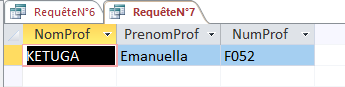 RequêteN°6 RequêteN°7
NomProf PrenomProf NumProf
KETUGA Emanuella F052